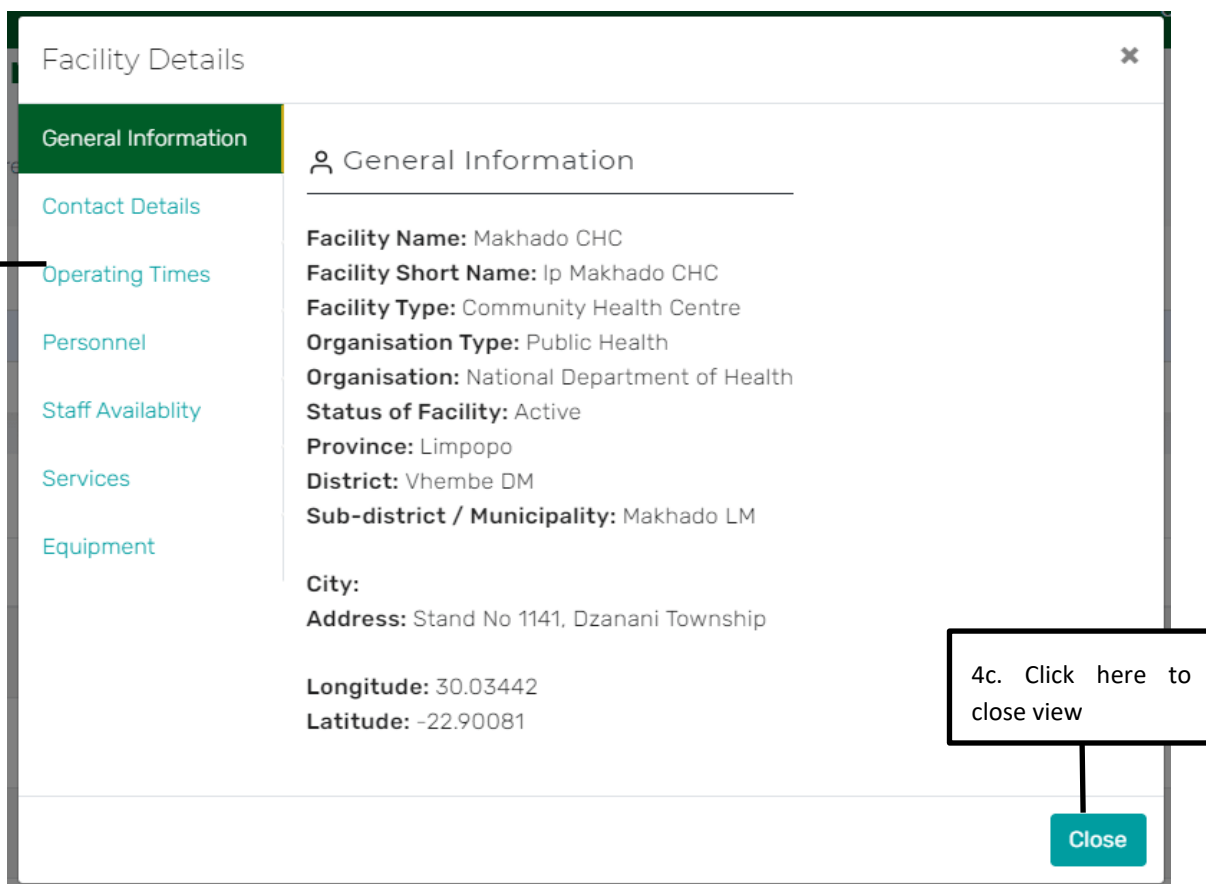 Facility Details
General Information
Contact Details
Operating Times
Personnel
Staff Availablity
Services
Equipment
General Information
Facility Name: Makhado CHC
Facility Short Name: lp Makhado CHC
Facility Type: Community Health Centre
Organisation Type: Public Health
Organisation: National Department of Health
Status of Facility: Active
Province: Limpopo
District: Vhembe DM
Sub-district / Municipality: Makhado LM
City:
Address: Stand No 1141, Dzanani Township
Longitude: 30.03442
Latitude: -22.90081
4c. Click here to
close view
Close